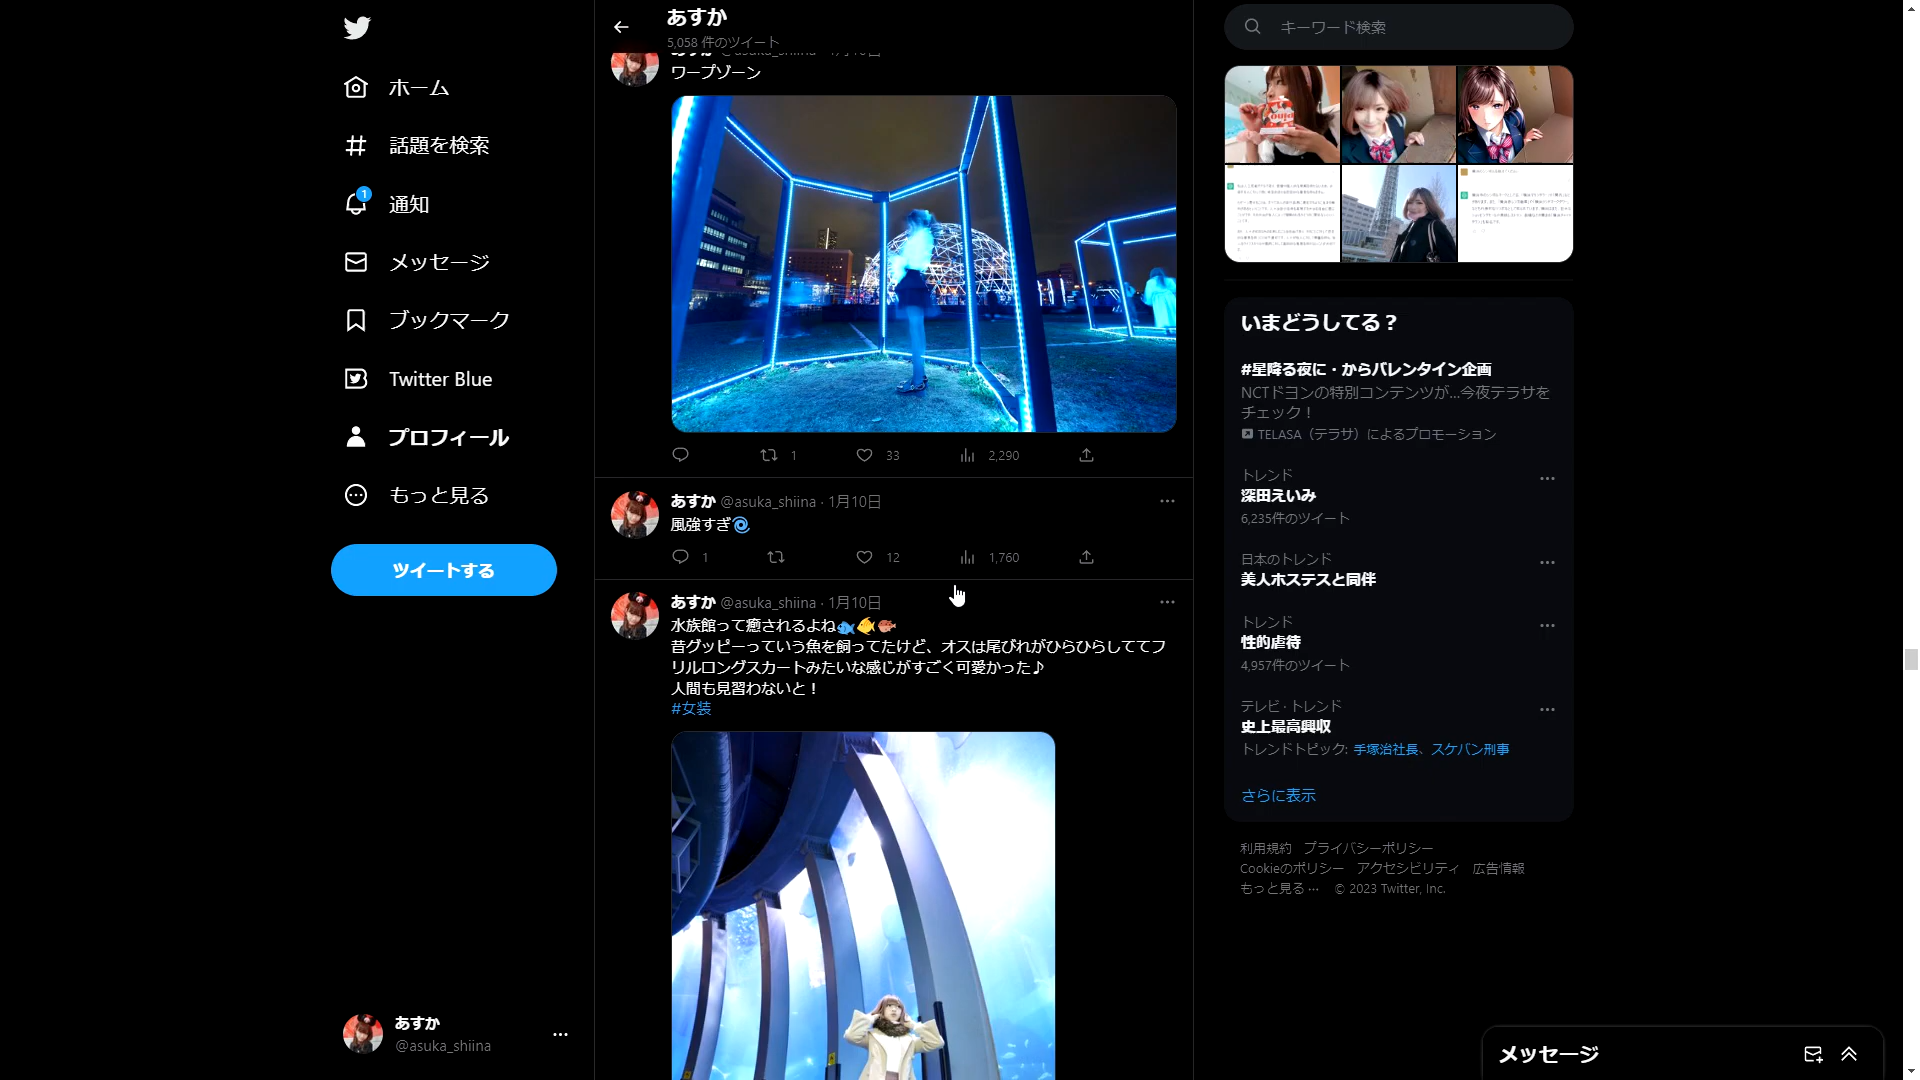 ホーム
話題を検索
1
通知
メッセージ
ブックマーク
Twitter Blue
プロフィール
もっと見る
ツイートする
あすか
@asuka_shiina
あすか
5,058 件のツイート
あすか @asuka_shiina · 1月10日
ワープゾーン
1 33 2,290
あすか @asuka_shiina · 1月10日
風強すぎ🌀
1 12 1,760
あすか @asuka_shiina · 1月10日
水族館って癒されるよね🐟🐠🐡
昔グッピーっていう魚を飼ってたけど、オスは尾びれがひらひらしててフ
リルロングスカートみたいな感じがすごく可愛かった♪
人間も見習わないと！
#女装
キーワード検索
いまどうしてる？
#星降る夜に・からバレンタイン企画
NCTドヨンの特別コンテンツが...今夜テラサを
チェック！
TELASA（テラサ）によるプロモーション
トレンド
深田えいみ
6,235件のツイート
日本のトレンド
美人ホステスと同伴
トレンド
性的虐待
4,957件のツイート
テレビ · トレンド
史上最高興収
トレンドトピック: 手塚治社長、スケバン刑事
さらに表示
利用規約 プライバシーポリシー
Cookieのポリシー アクセシビリティ 広告情報
もっと見る ··· © 2023 Twitter, Inc.
メッセージ